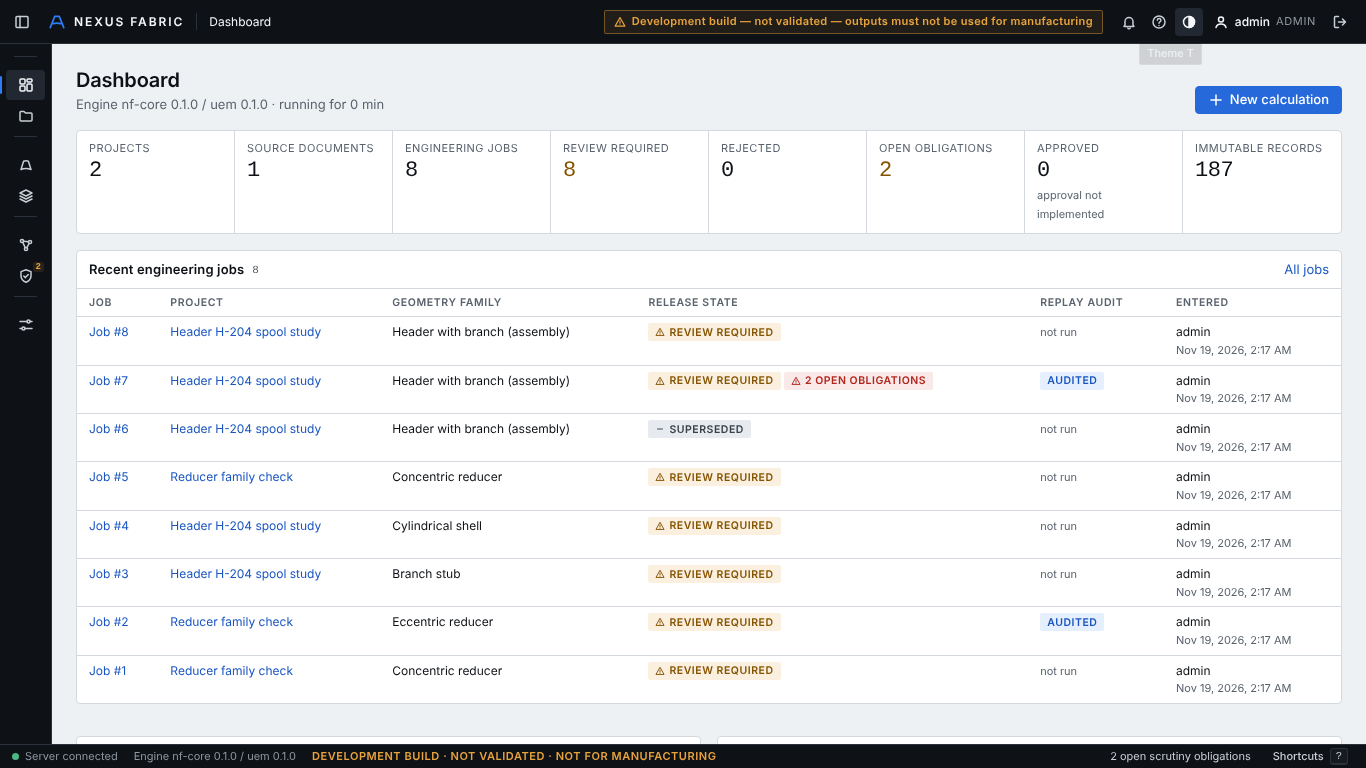 NEXUS FABRIC Dashboard Development build — not validated — outputs must not be used for manufacturing admin ADMIN
Theme T
Dashboard
Engine nf-core 0.1.0 / uem 0.1.0 · running for 0 min
New calculation
PROJECTS SOURCE DOCUMENTS ENGINEERING JOBS REVIEW REQUIRED REJECTED OPEN OBLIGATIONS APPROVED IMMUTABLE RECORDS
2 1 8 8 0 2 0 187
approval not
implemented
2
Recent engineering jobs 8 All jobs
JOB PROJECT GEOMETRY FAMILY RELEASE STATE REPLAY AUDIT ENTERED
Job #8 Header H-204 spool study Header with branch (assembly) REVIEW REQUIRED not run admin
Nov 19, 2026, 2:17 AM
Job #7 Header H-204 spool study Header with branch (assembly) REVIEW REQUIRED 2 OPEN OBLIGATIONS AUDITED admin
Nov 19, 2026, 2:17 AM
Job #6 Header H-204 spool study Header with branch (assembly) SUPERSEDED not run admin
Nov 19, 2026, 2:17 AM
Job #5 Reducer family check Concentric reducer REVIEW REQUIRED not run admin
Nov 19, 2026, 2:17 AM
Job #4 Header H-204 spool study Cylindrical shell REVIEW REQUIRED not run admin
Nov 19, 2026, 2:17 AM
Job #3 Header H-204 spool study Branch stub REVIEW REQUIRED not run admin
Nov 19, 2026, 2:17 AM
Job #2 Reducer family check Eccentric reducer REVIEW REQUIRED AUDITED admin
Nov 19, 2026, 2:17 AM
Job #1 Reducer family check Concentric reducer REVIEW REQUIRED not run admin
Nov 19, 2026, 2:17 AM
Server connected Engine nf-core 0.1.0 / uem 0.1.0 DEVELOPMENT BUILD · NOT VALIDATED · NOT FOR MANUFACTURING 2 open scrutiny obligations Shortcuts ?